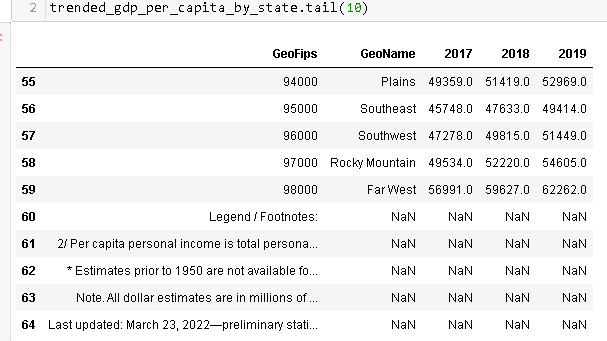 2 trended_gdp_per_capita_by_state.tail(10)
GeoFips GeoName 2017 2018 2019
55 94000 Plains 49359.0 51419.0 52969.0
56 95000 Southeast 45748.0 47633.0 49414.0
57 96000 Southwest 47278.0 49815.0 51449.0
58 97000 Rocky Mountain 49534.0 52220.0 54605.0
59 98000 Far West 56991.0 59627.0 62262.0
60 Legend / Footnotes: NaN NaN NaN NaN
61 2/ Per capita personal income is total persona... NaN NaN NaN NaN
62 * Estimates prior to 1950 are not available fo... NaN NaN NaN NaN
63 Note. All dollar estimates are in millions of ... NaN NaN NaN NaN
64 Last updated: March 23, 2022—preliminary stati... NaN NaN NaN NaN